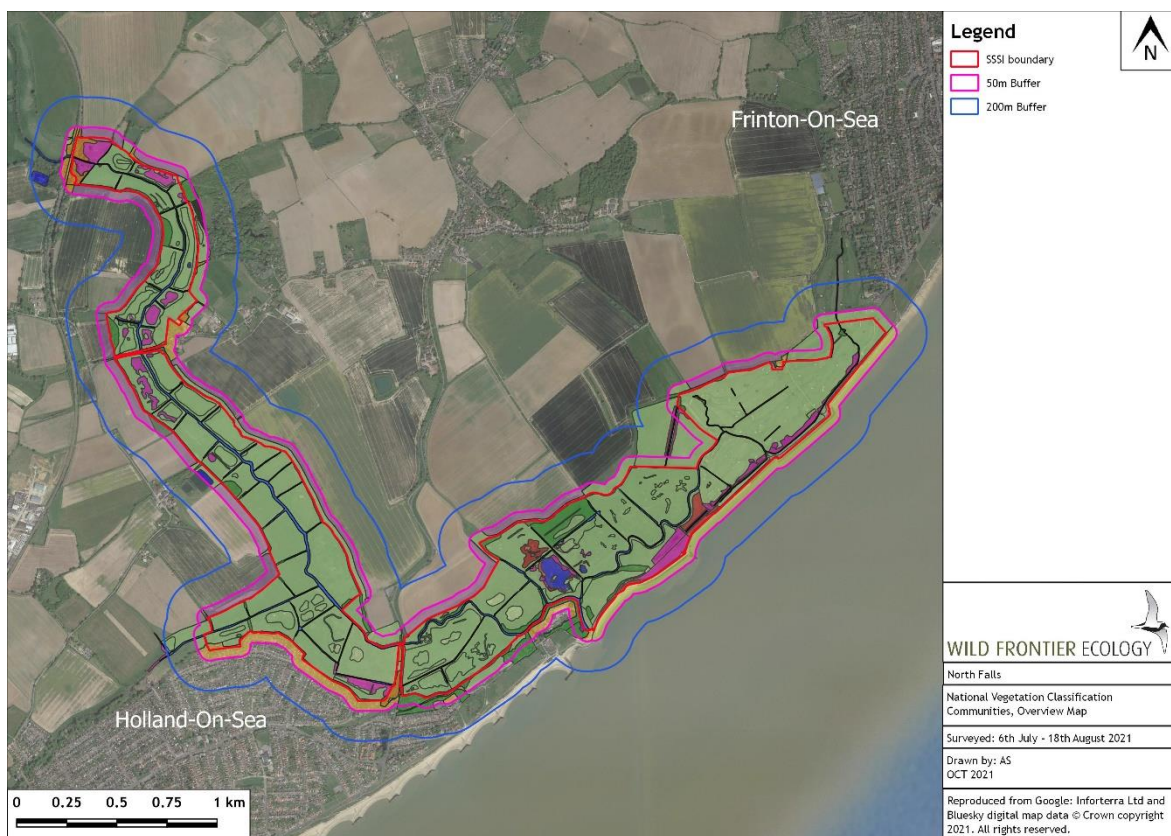 Frinton-On-Sea
Holland-On-Sea
0 0.25 0.5 0.75 1 km
Legend
SSSI boundary
50m Buffer
200m Buffer
N
WILD FRONTIER ECOLOGY
North Falls
National Vegetation Classification
Communities, Overview Map
Surveyed: 6th July - 18th August 2021
Drawn by: AS
OCT 2021
Reproduced from Google: Inforterra Ltd and
Bluesky digital map data © Crown copyright
2021. All rights reserved.